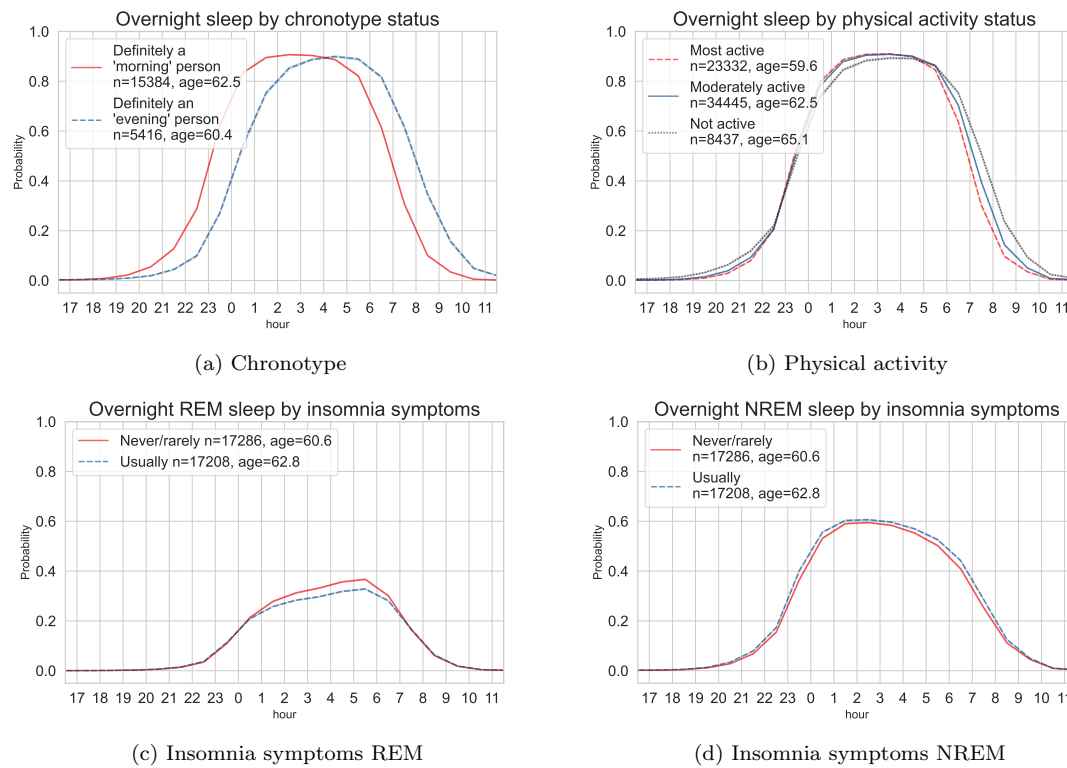 Overnight sleep by chronotype status
1.0
0.8
0.6
0.4
0.2
0.0
Probability
Definitely a
'morning' person
n=15384, age=62.5
Definitely an
'evening' person
n=5416, age=60.4
17 18 19 20 21 22 23 0 1 2 3 4 5 6 7 8 9 10 11
hour
(a) Chronotype
Overnight sleep by physical activity status
1.0
0.8
0.6
0.4
0.2
0.0
Probability
Most active
n=23332, age=59.6
Moderately active
n=34445, age=62.5
Not active
n=8437, age=65.1
17 18 19 20 21 22 23 0 1 2 3 4 5 6 7 8 9 10 11
hour
(b) Physical activity
Overnight REM sleep by insomnia symptoms
1.0
0.8
0.6
0.4
0.2
0.0
Probability
Never/rarely n=17286, age=60.6
Usually n=17208, age=62.8
17 18 19 20 21 22 23 0 1 2 3 4 5 6 7 8 9 10 11
hour
(c) Insomnia symptoms REM
Overnight NREM sleep by insomnia symptoms
1.0
0.8
0.6
0.4
0.2
0.0
Probability
Never/rarely
n=17286, age=60.6
Usually
n=17208, age=62.8
17 18 19 20 21 22 23 0 1 2 3 4 5 6 7 8 9 10 11
hour
(d) Insomnia symptoms NREM